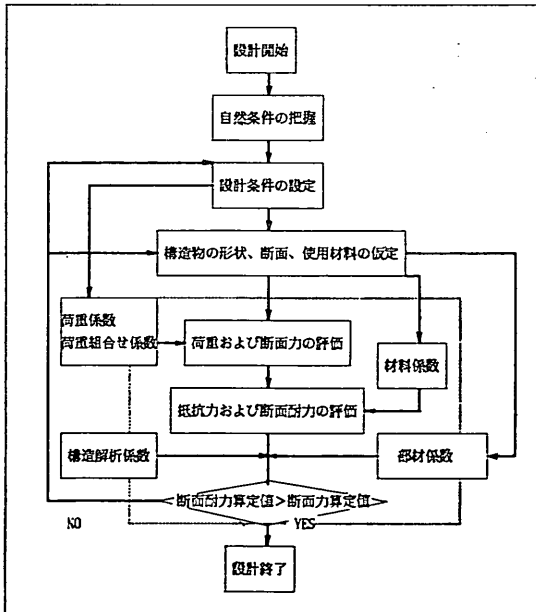 設計開始
自然条件の把握
設計条件の設定
構造物の形状、断面、使用材料の仮定
荷重係数
荷重組合せ係数
荷重および断面力の評価
材料係数
抵抗力および断面耐力の評価
構造解析係数
部材係数
断面耐力算定値>断面力算定値
NO
YES
設計終了